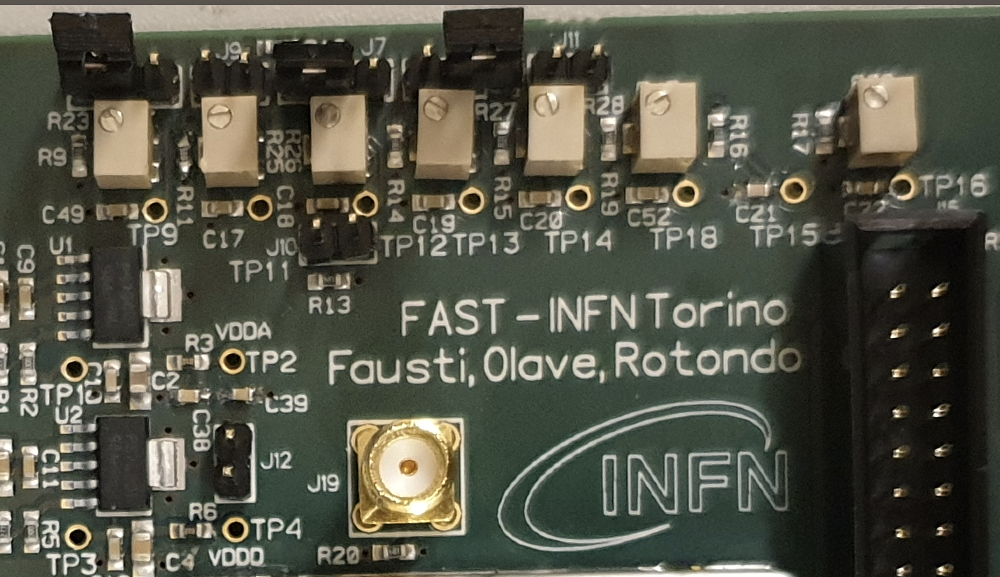 J9
J7
J11
R23
R27
R28
R9
R25
R26
R16
R17
C49
TP9
R11
C17
C18
R14
C19
R15
C20
R19
C52
C21
TP16
U1
J10
TP12
TP13
TP14
TP18
TP15
C9
TP11
R13
FAST - INFN Torino
Fausti, Olave, Rotondo
VDDA
R3
TP2
C2
TP1
R2
U2
C39
C38
J12
C11
J19
INFN
R6
TP4
R5
TP3
C4
VDDD
R20